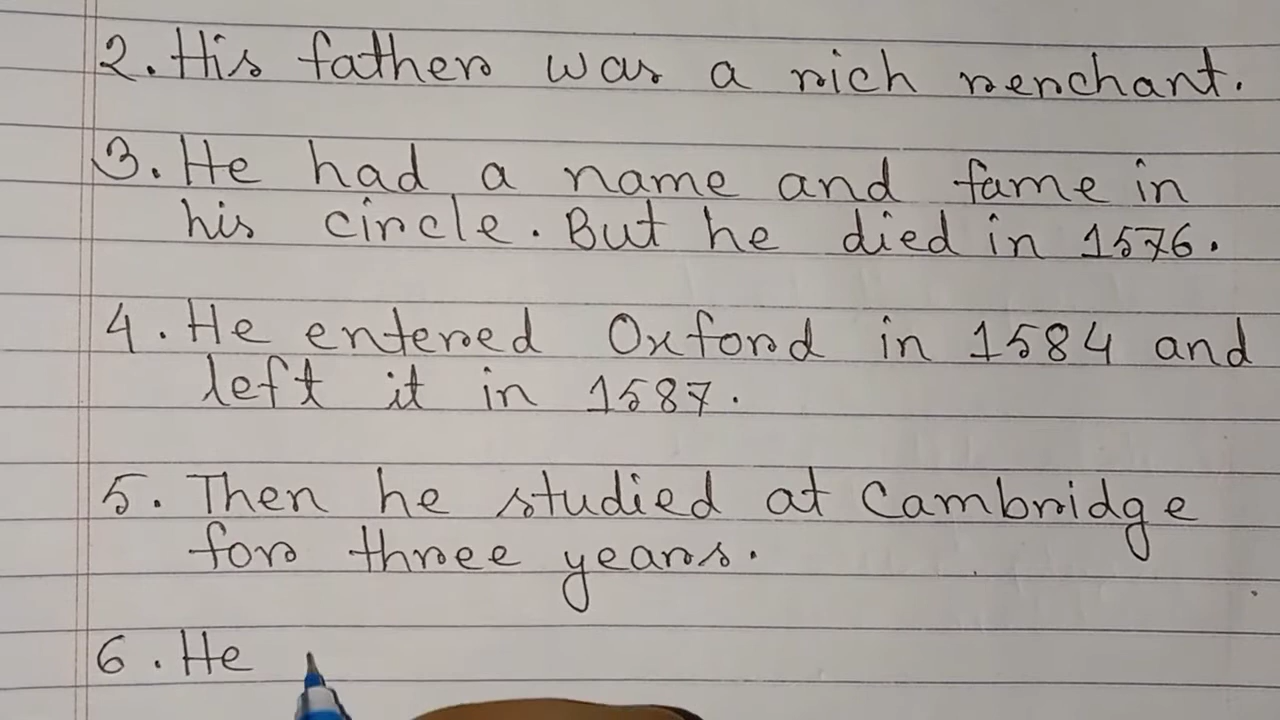 2. His father was a rich renchant.
3. He had a name and fame in
his circle. But he died in 1576.
4. He entered Oxford in 1584 and
left it in 1587.
5. Then he studied at Cambridge
for three years.
6. He